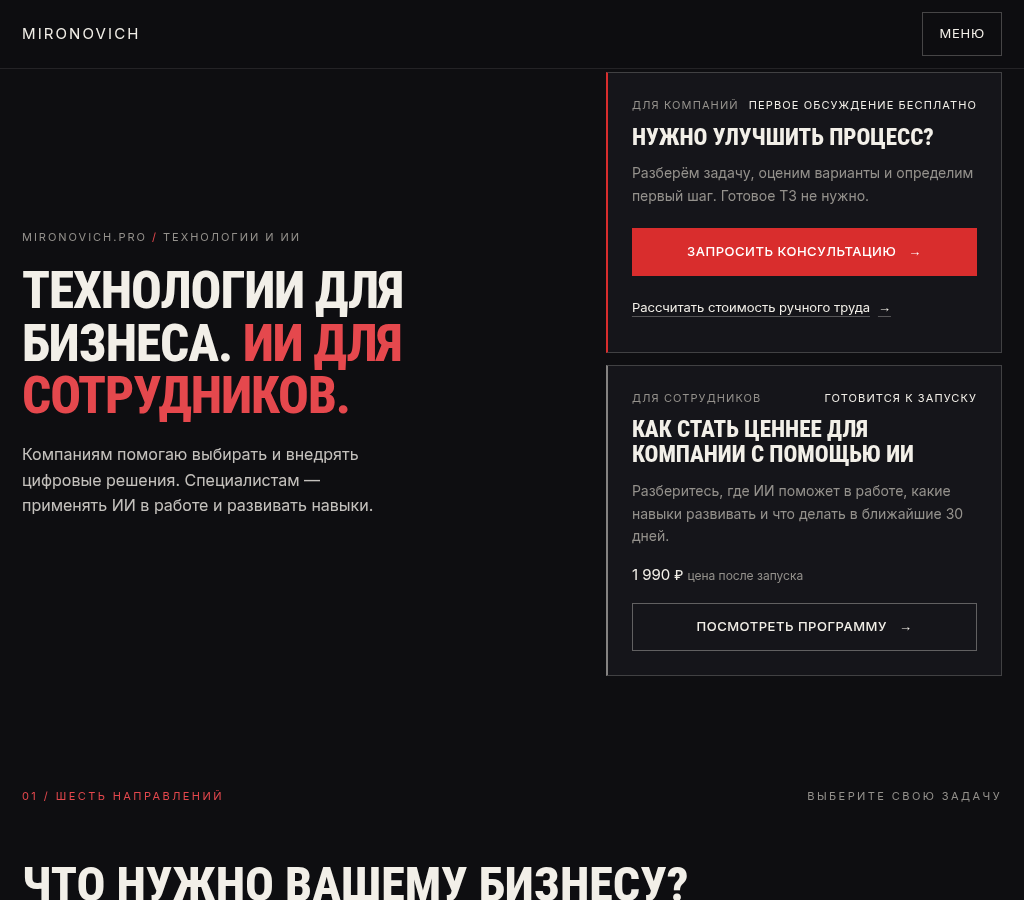 MIRONOVICH
МЕНЮ
MIRONOVICH.PRO / ТЕХНОЛОГИИ И ИИ
ТЕХНОЛОГИИ ДЛЯ
БИЗНЕСА. ИИ ДЛЯ
СОТРУДНИКОВ.
Компаниям помогаю выбирать и внедрять
цифровые решения. Специалистам —
применять ИИ в работе и развивать навыки.
ДЛЯ КОМПАНИЙ ПЕРВОЕ ОБСУЖДЕНИЕ БЕСПЛАТНО
НУЖНО УЛУЧШИТЬ ПРОЦЕСС?
Разберём задачу, оценим варианты и определим
первый шаг. Готовое ТЗ не нужно.
ЗАПРОСИТЬ КОНСУЛЬТАЦИЮ →
Рассчитать стоимость ручного труда →
ДЛЯ СОТРУДНИКОВ ГОТОВИТСЯ К ЗАПУСКУ
КАК СТАТЬ ЦЕННЕЕ ДЛЯ
КОМПАНИИ С ПОМОЩЬЮ ИИ
Разберитесь, где ИИ поможет в работе, какие
навыки развивать и что делать в ближайшие 30
дней.
1 990 ₽ цена после запуска
ПОСМОТРЕТЬ ПРОГРАММУ →
01 / ШЕСТЬ НАПРАВЛЕНИЙ
ВЫБЕРИТЕ СВОЮ ЗАДАЧУ
ЧТО НУЖНО ВАШЕМУ БИЗНЕСУ?